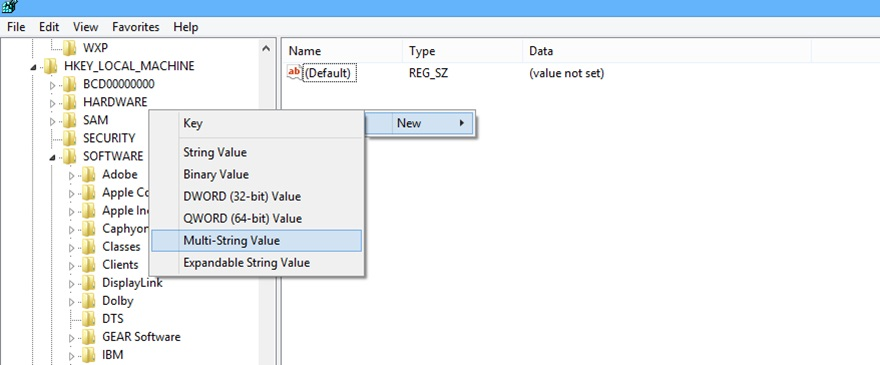 File Edit View Favorites Help
WXP
HKEY_LOCAL_MACHINE
BCD00000000
HARDWARE
SAM
SECURITY
SOFTWARE
Adobe
Apple Co
Apple Inc
Caphyon
Classes
Clients
DisplayLink
Dolby
DTS
GEAR Software
IBM
Name Type Data
ab (Default) REG_SZ (value not set)
New
Key
String Value
Binary Value
DWORD (32-bit) Value
QWORD (64-bit) Value
Multi-String Value
Expandable String Value